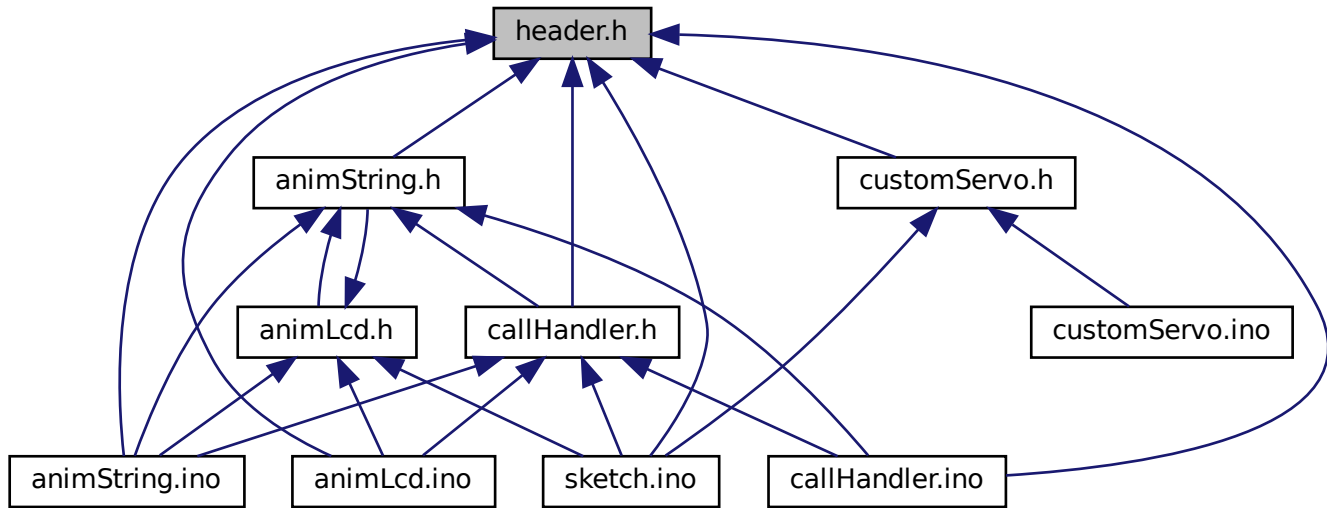 header.h
animString.h
customServo.h
animLcd.h
callHandler.h
customServo.ino
animString.ino
animLcd.ino
sketch.ino
callHandler.ino